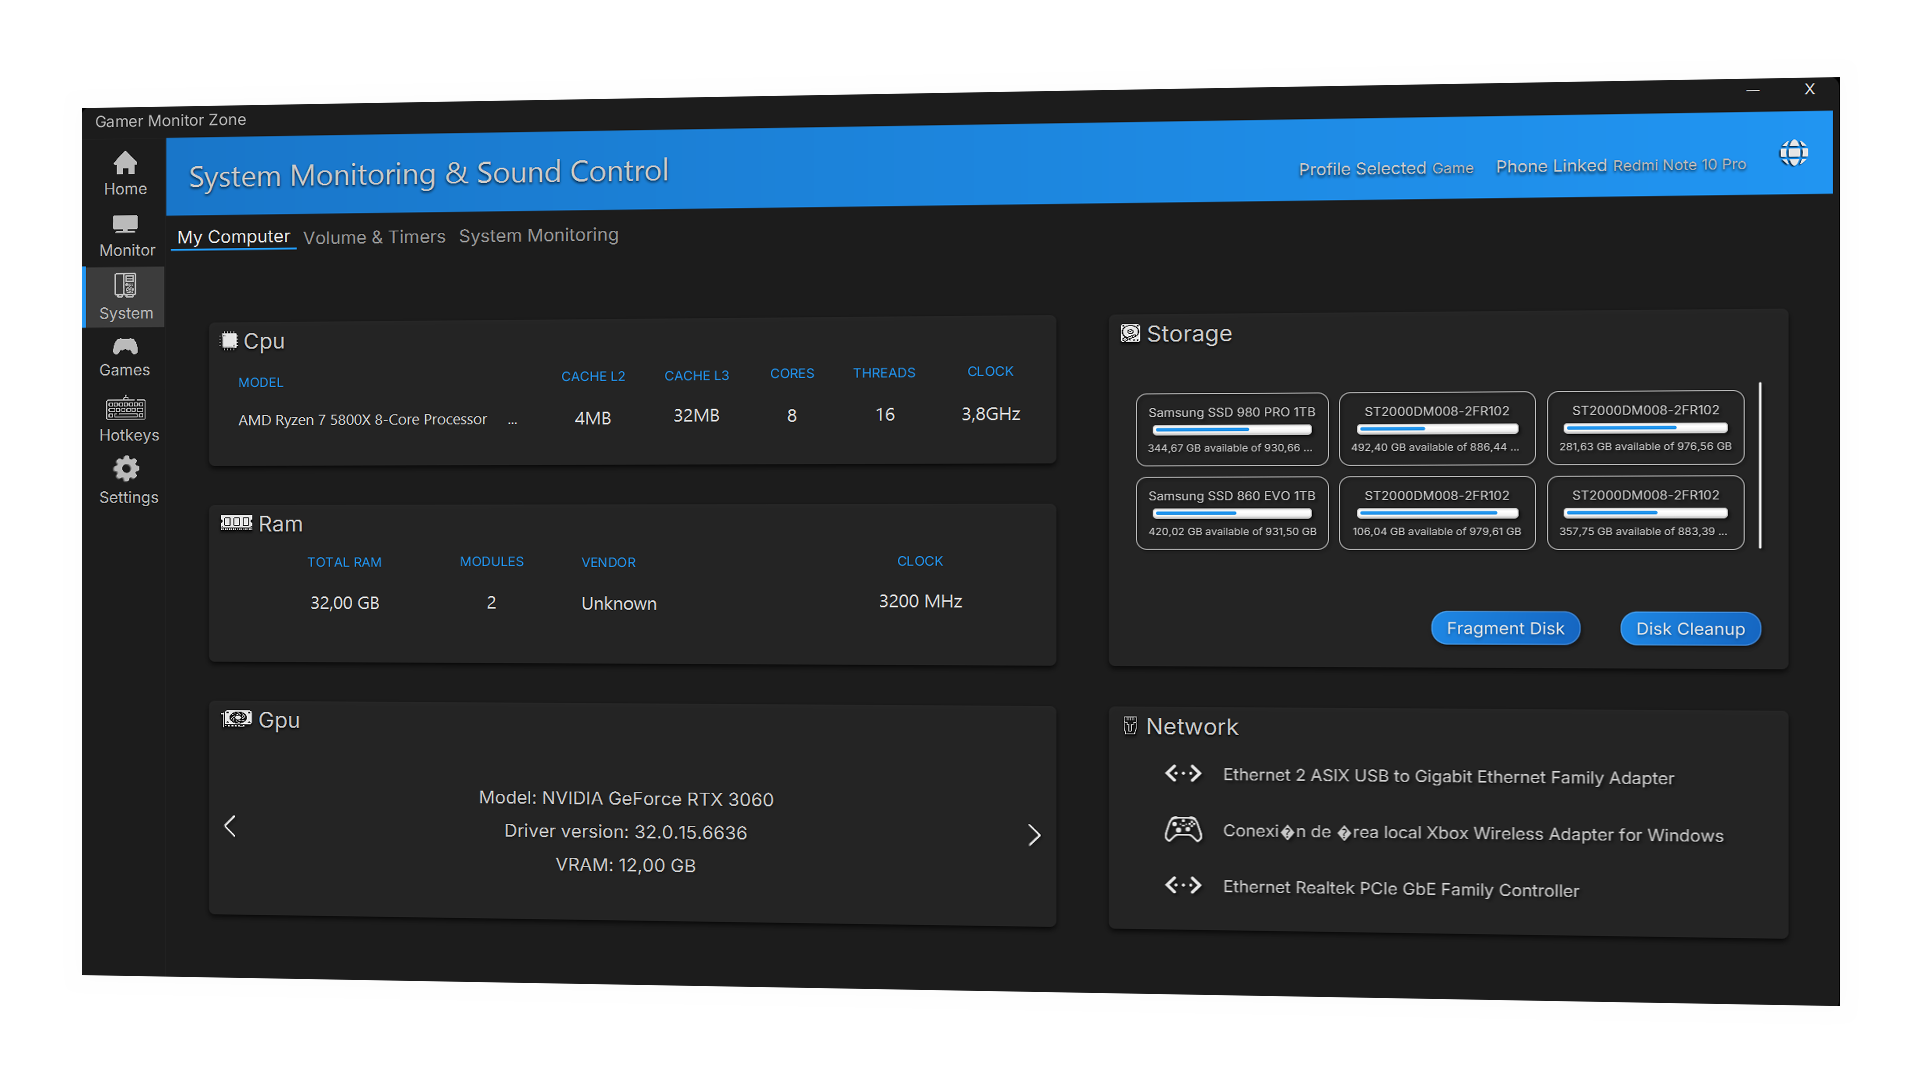 Gamer Monitor Zone
X
Home
Monitor
System
Games
Hotkeys
Settings
System Monitoring & Sound Control
Profile Selected Game
Phone Linked Redmi Note 10 Pro
My Computer Volume & Timers System Monitoring
Cpu
MODEL CACHE L2 CACHE L3 CORES THREADS CLOCK
AMD Ryzen 7 5800X 8-Core Processor ... 4MB 32MB 8 16 3,8GHz
Ram
TOTAL RAM MODULES VENDOR CLOCK
32,00 GB 2 Unknown 3200 MHz
Gpu
Model: NVIDIA GeForce RTX 3060
Driver version: 32.0.15.6636
VRAM: 12,00 GB
Storage
Samsung SSD 980 PRO 1TB
344,67 GB available of 930,66 ...
ST2000DM008-2FR102
492,40 GB available of 886,44 ...
ST2000DM008-2FR102
281,63 GB available of 976,56 GB
Samsung SSD 860 EVO 1TB
420,02 GB available of 931,50 GB
ST2000DM008-2FR102
106,04 GB available of 979,61 GB
ST2000DM008-2FR102
357,75 GB available of 883,39 ...
Fragment Disk
Disk Cleanup
Network
Ethernet 2 ASIX USB to Gigabit Ethernet Family Adapter
Conexi�n de �rea local Xbox Wireless Adapter for Windows
Ethernet Realtek PCIe GbE Family Controller